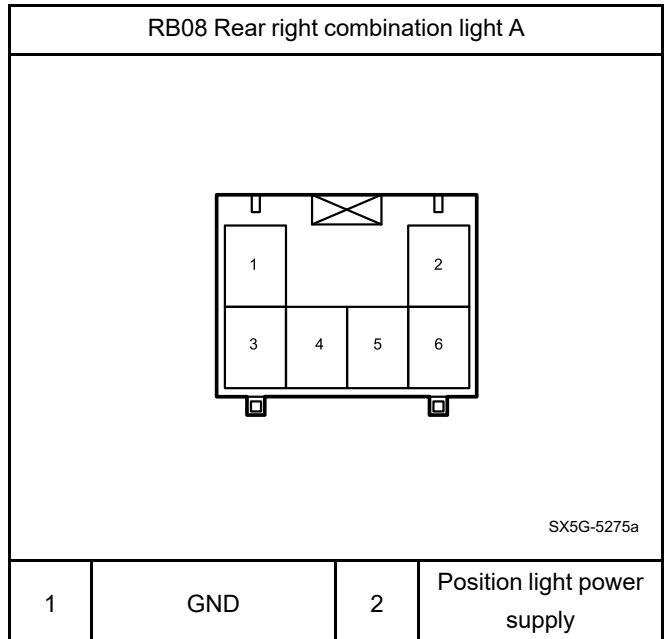 RB08 Rear right combination light A
1
2
3
4
5
6
SX5G-5275a
1
GND
2
Position light power
supply